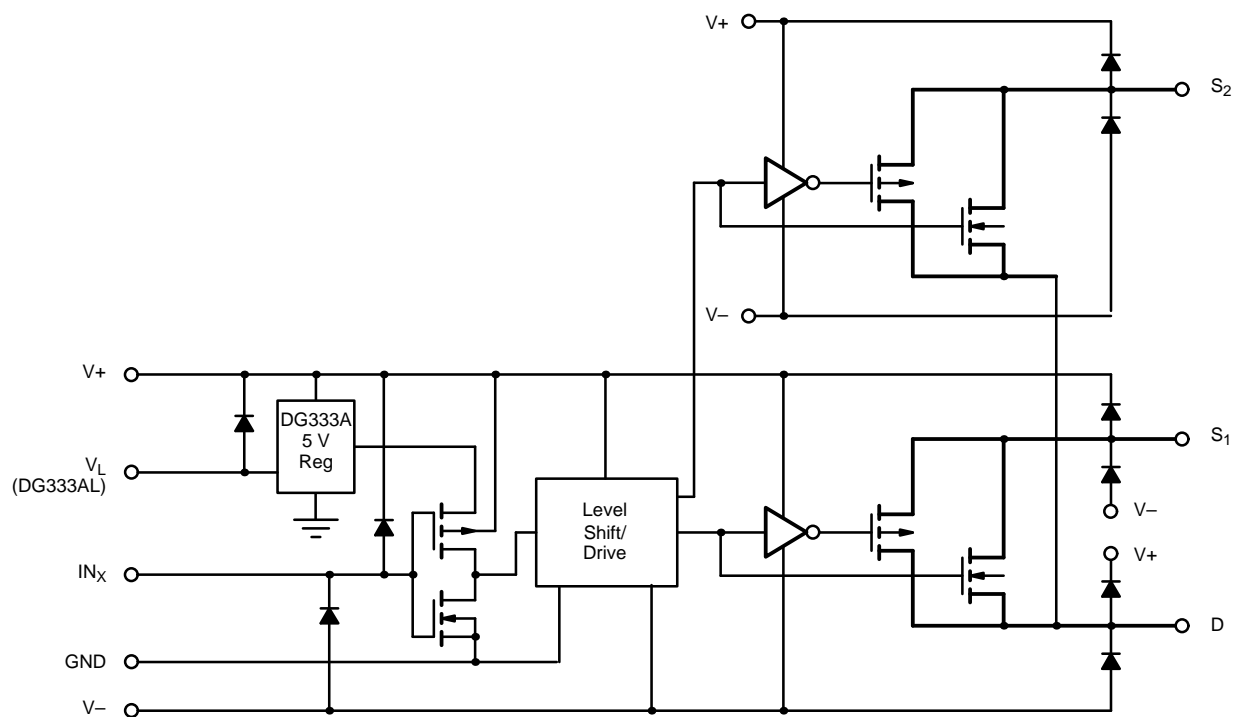 V+
S2
V–
V+
DG333A
5 V
Reg
VL
(DG333AL)
S1
Level
Shift/
Drive
V–
V+
INX
D
GND
V–